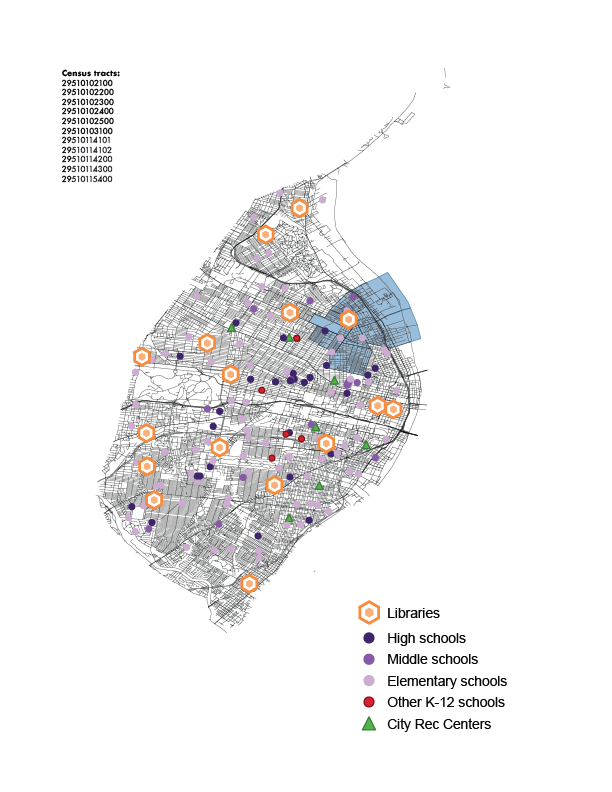 Census tracts:
29510102100
29510102200
29510102300
29510102400
29510102500
29510103100
29510114101
29510114102
29510114200
29510114300
29510115400
Libraries
High schools
Middle schools
Elementary schools
Other K-12 schools
City Rec Centers